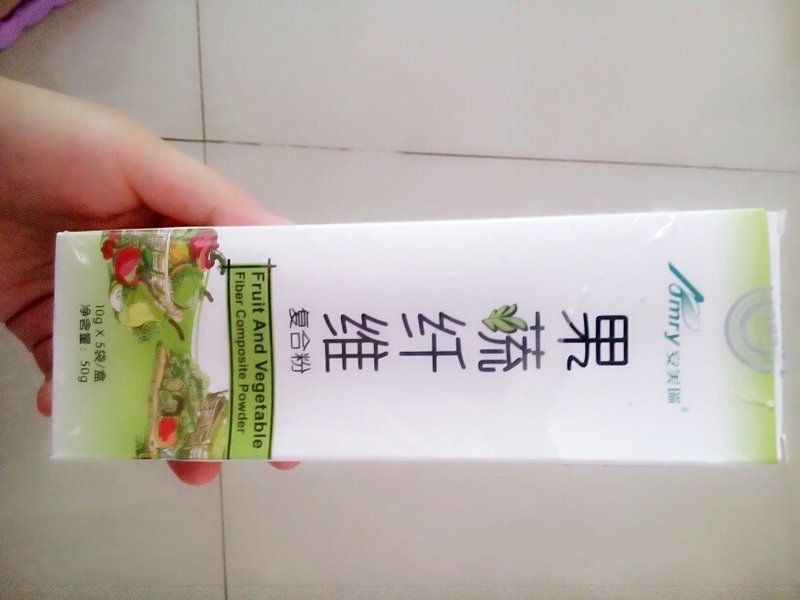 安美瑞®
果蔬纤维
复合粉
Fruit And Vegetable
Fiber Composite Powder
10g X 5袋/盒
净含量：50g